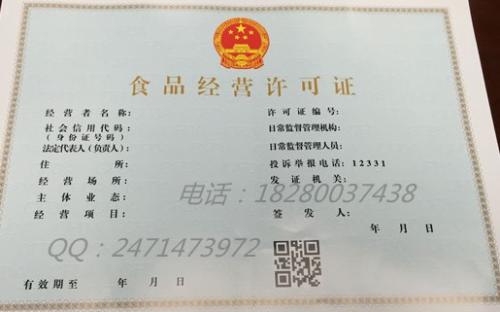 食品经营许可证
经营者名称：
许可证编号：
社会信用代码：
（身份证号码）
日常监督管理机构：
法定代表人（负责人）：
日常监督管理人员：
住所：
投诉举报电话：12331
经营场所：
发证机关：
主体业态：
电话：18280037438
经营项目：
签发人：
年 月 日
QQ：2471473972
有效期至 年 月 日